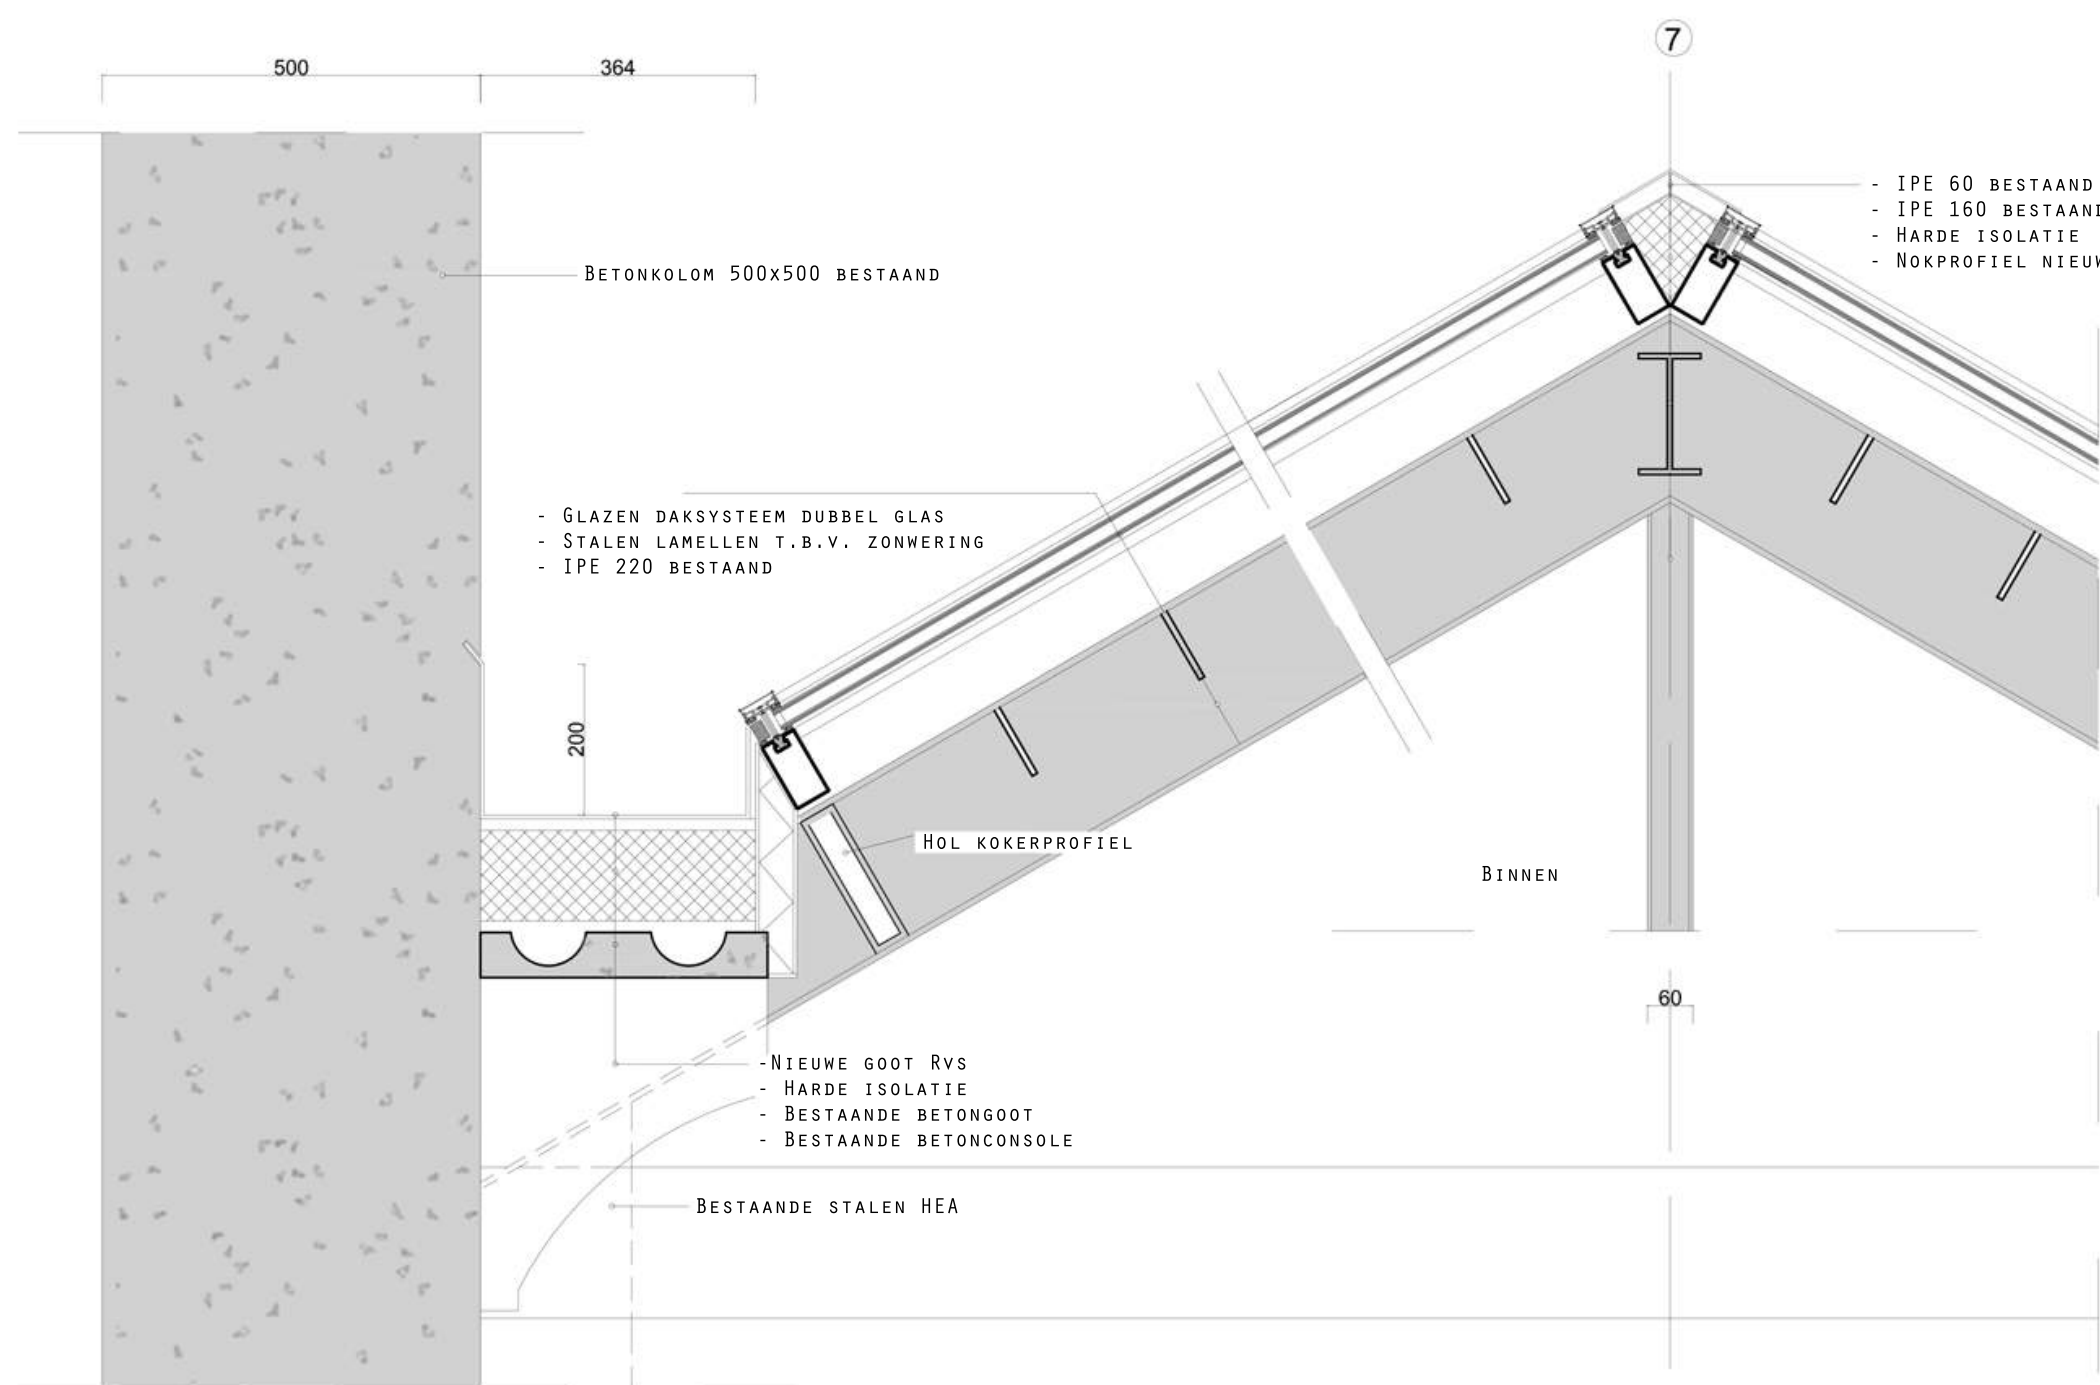 500
364
7
- IPE 60 BESTAAND
- IPE 160 BESTAAND
- HARDE ISOLATIE
- NOKPROFIEL NIEUW
BETONKOLOM 500X500 BESTAAND
- GLAZEN DAKSYSTEEM DUBBEL GLAS
- STALEN LAMELLEN T.B.V. ZONWERING
- IPE 220 BESTAAND
200
HOL KOKERPROFIEL
BINNEN
60
-NIEUWE GOOT RVS
- HARDE ISOLATIE
- BESTAANDE BETONGOOT
- BESTAANDE BETONCONSOLE
BESTAANDE STALEN HEA